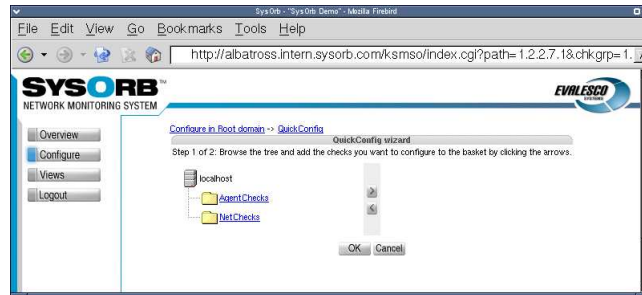 SysOrb - "SysOrb Demo" - Mozilla Firebird
File Edit View Go Bookmarks Tools Help
http://albatross.intern.sysorb.com/ksmso/index.cgi?path=1.2.2.7.1&chkgrp=1.
SYSORB™
NETWORK MONITORING SYSTEM
EVALESCO
SYSTEMS
Overview
Configure
Views
Logout
Configure in Root domain -> QuickConfig
QuickConfig wizard
Step 1 of 2: Browse the tree and add the checks you want to configure to the basket by clicking the arrows.
localhost
AgentChecks
NetChecks
OK Cancel